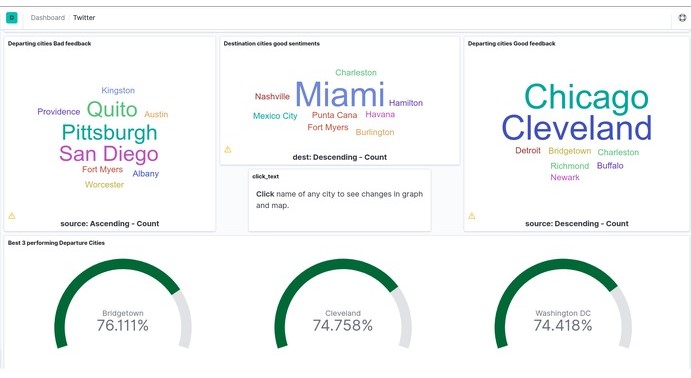 D Dashboard Twitter
Departing cities Bad feedback
Kingston
Providence Quito Austin
Pittsburgh
San Diego
Fort Myers Albany
Worcester
source: Ascending - Count
Destination cities good sentiments
Charleston
Nashville Miami Hamilton
Mexico City Punta Cana Havana
Fort Myers Burlington
dest: Descending - Count
click_text
Click name of any city to see changes in graph
and map.
Departing cities Good feedback
Chicago
Cleveland
Detroit Bridgetown Charleston
Richmond Buffalo
Newark
source: Descending - Count
Best 3 performing Departure Cities
Bridgetown
76.111%
Cleveland
74.758%
Washington DC
74.418%